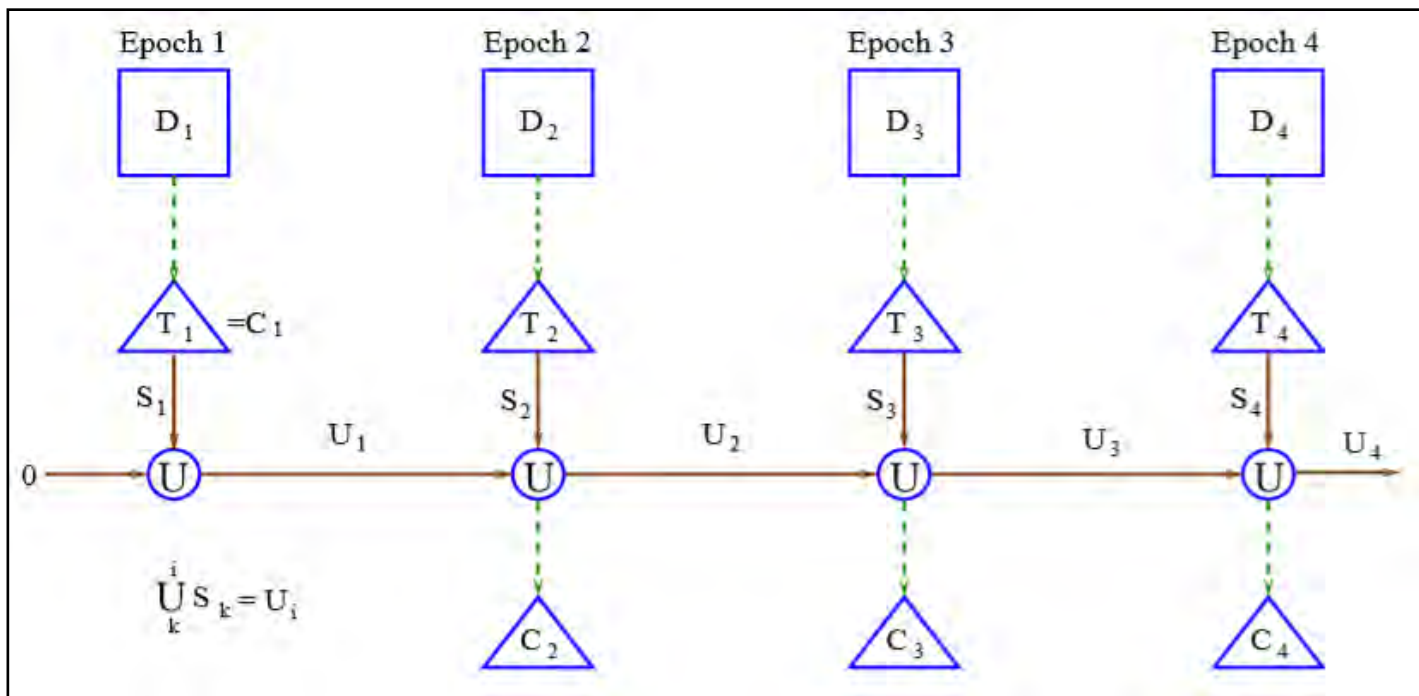 Epoch 1 Epoch 2 Epoch 3 Epoch 4
D₁ D₂ D₃ D₄
T₁ =C₁ T₂ T₃ T₄
S₁ S₂ S₃ S₄
U₁ U₂ U₃ U₄
0 U U U U
i
U S k = U i
k
C₂ C₃ C₄